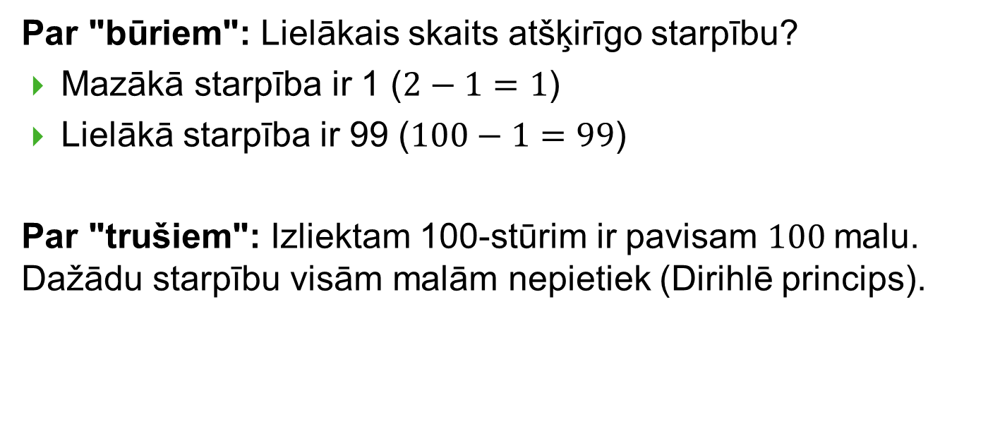 Par "būriem": Lielākais skaits atšķirīgo starpību?
Mazākā starpība ir 1 (2 − 1 = 1)
Lielākā starpība ir 99 (100 − 1 = 99)
Par "trušiem": Izliektam 100-stūrim ir pavisam 100 malu.
Dažādu starpību visām malām nepietiek (Dirihlē princips).